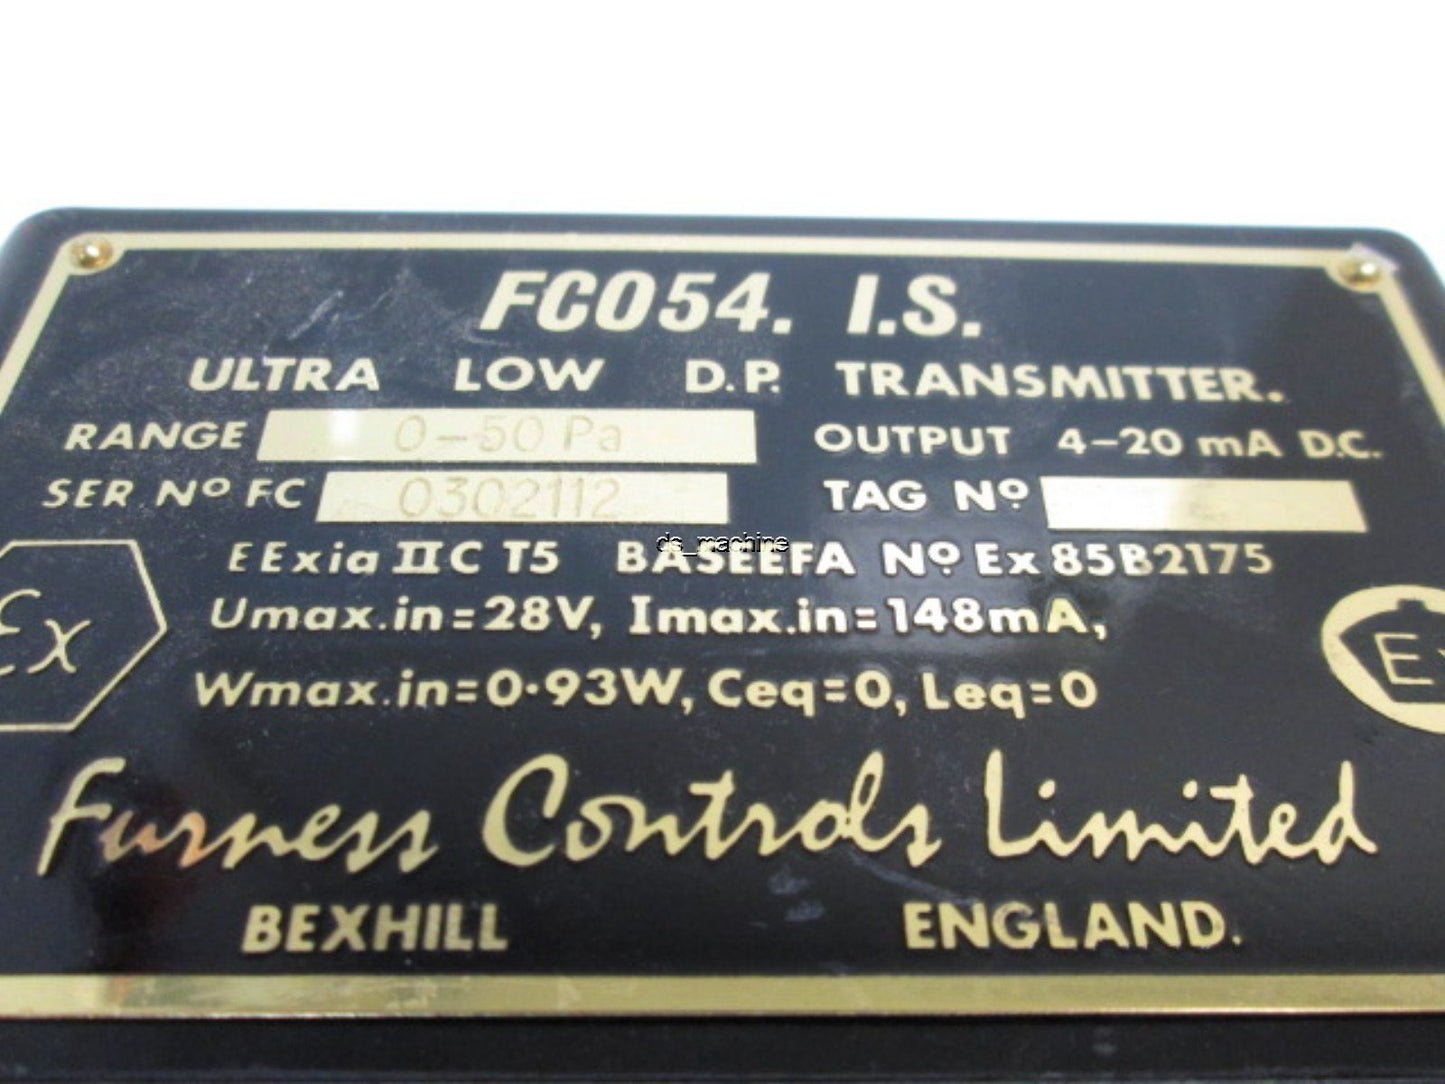 FCO54. I.S.
ULTRA LOW D.P. TRANSMITTER.
RANGE 0-50 Pa OUTPUT 4-20 mA D.C.
SER Nº FC 0302112 TAG Nº
ds_machine
EExia IIC T5 BASEEFA Nº Ex 85B2175
Umax.in=28V, Imax.in=148mA,
Ex
Ex
Wmax.in=0·93W, Ceq=0, Leq=0
Furness Controls Limited
BEXHILL ENGLAND.